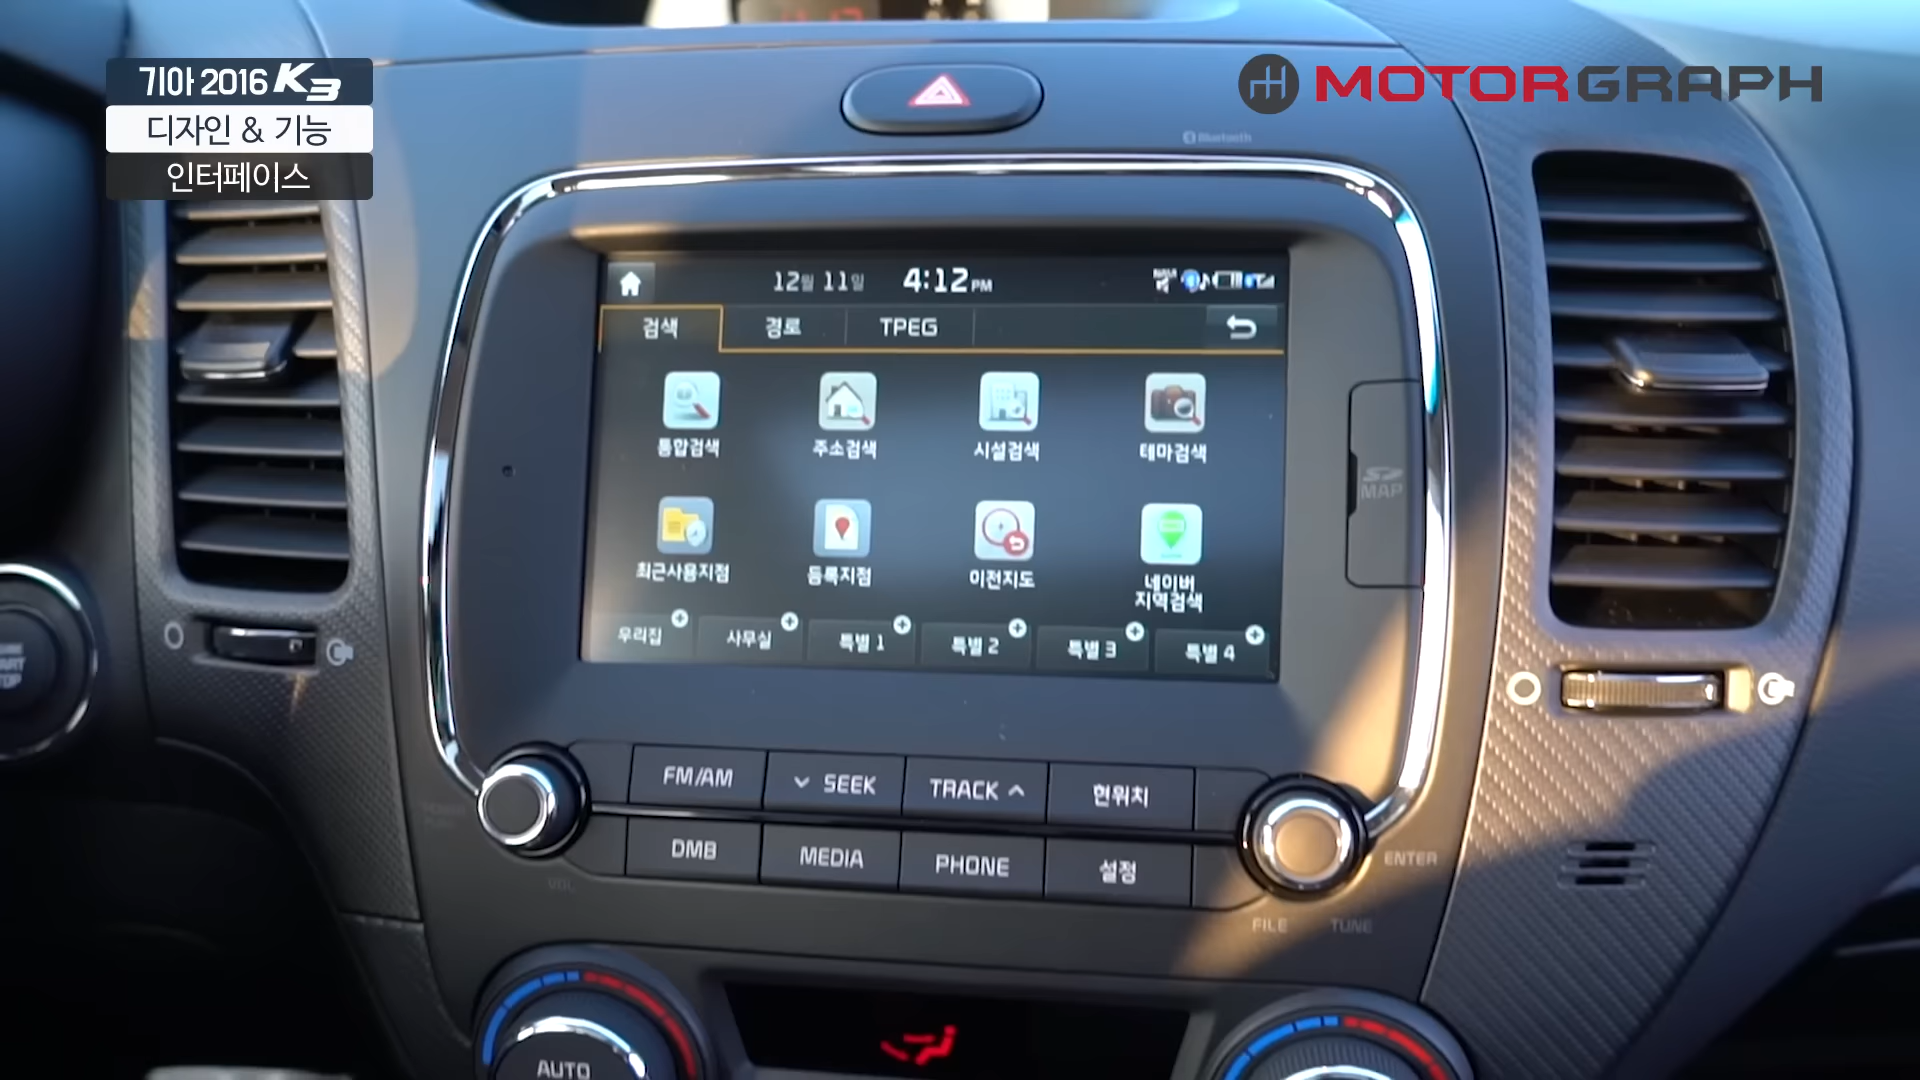 기아 2016 K3
디자인 & 기능
인터페이스
MOTORGRAPH
Bluetooth
12월 11일 4:12 PM
검색 경로 TPEG
통합검색 주소검색 시설검색 테마검색
최근사용지점 등록지점 이전지도 네이버
지역검색
우리집 사무실 특별 1 특별 2 특별 3 특별 4
SD
MAP
FM/AM SEEK TRACK 현위치
DMB MEDIA PHONE 설정
ENTER
VOL
FILE TUNE
AUTO